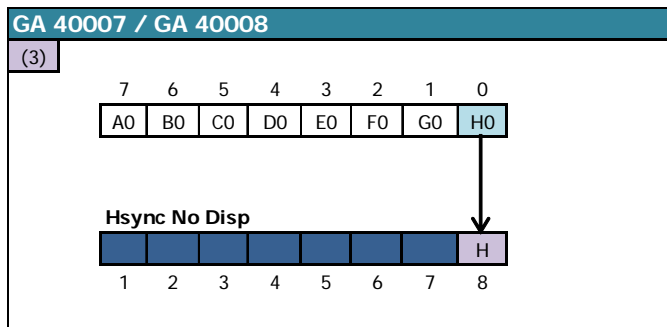 GA 40007 / GA 40008
(3)
7 6 5 4 3 2 1 0
A0 B0 C0 D0 E0 F0 G0 H0
Hsync No Disp
H
1 2 3 4 5 6 7 8